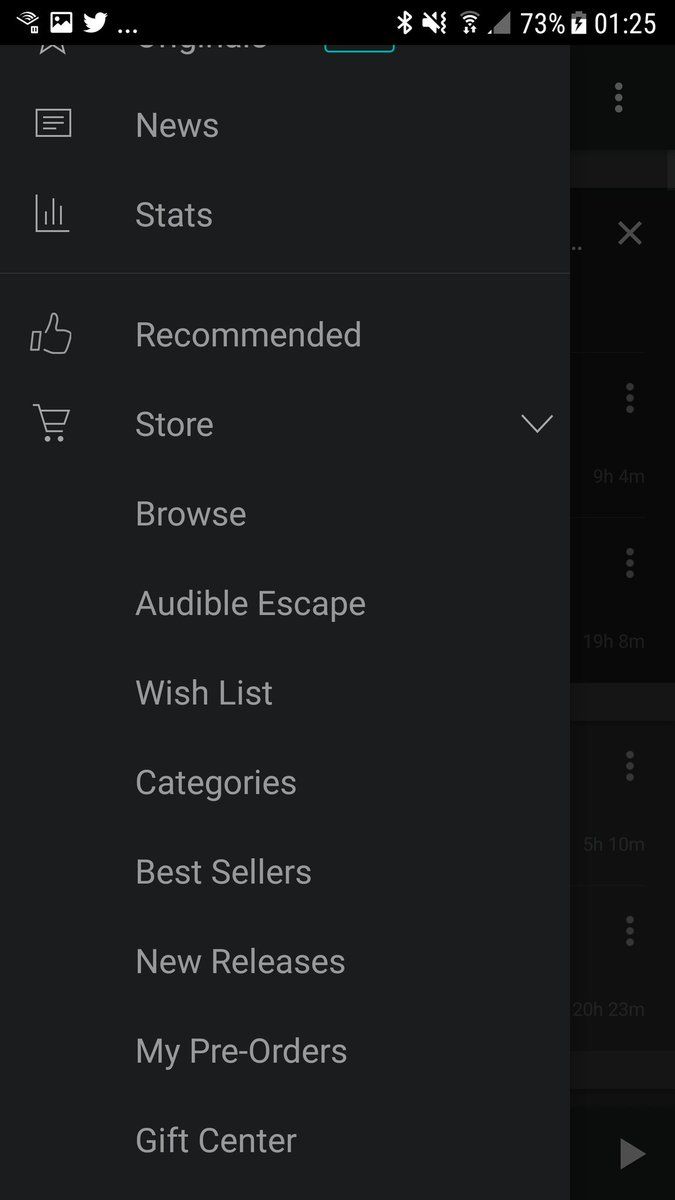 ... 73% 01:25
Originals
News
Stats
Recommended
Store
9h 4m
Browse
Audible Escape
19h 8m
Wish List
Categories
5h 10m
Best Sellers
New Releases
20h 23m
My Pre-Orders
Gift Center